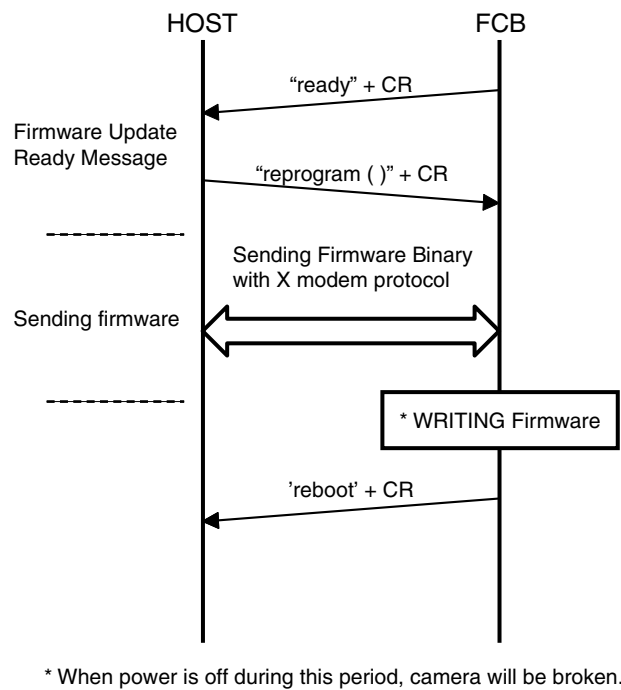 HOST
FCB
“ready” + CR
Firmware Update
Ready Message
“reprogram ( )” + CR
Sending Firmware Binary
with X modem protocol
Sending firmware
* WRITING Firmware
’reboot’ + CR
* When power is off during this period, camera will be broken.